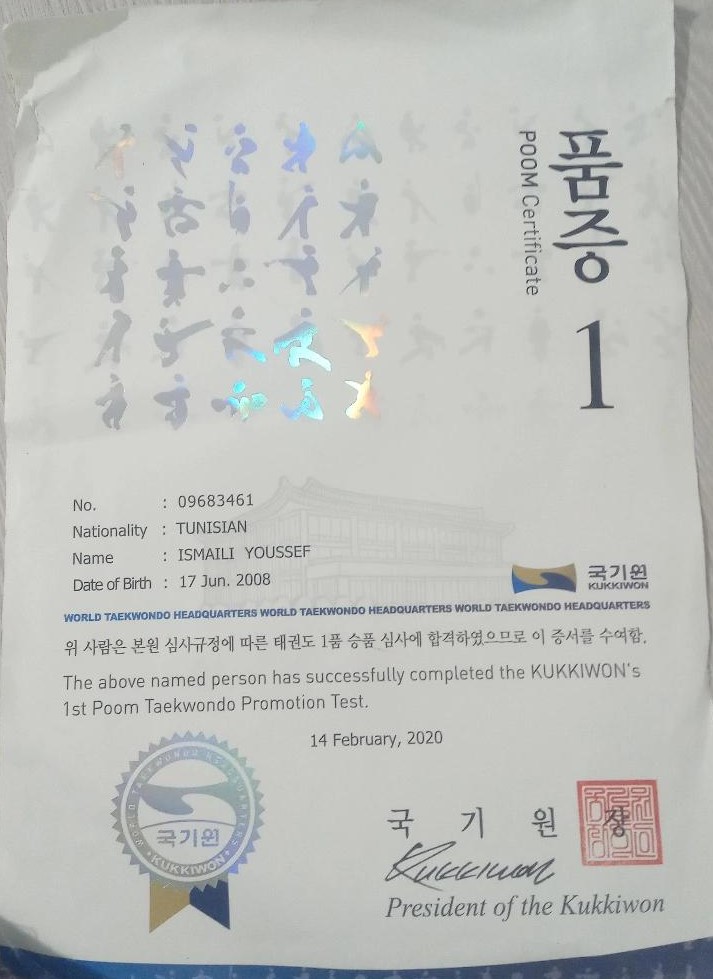 품증 1
POOM Certificate
No. : 09683461
Nationality : TUNISIAN
Name : ISMAILI YOUSSEF
Date of Birth : 17 Jun. 2008
국기원
KUKKIWON
WORLD TAEKWONDO HEADQUARTERS WORLD TAEKWONDO HEADQUARTERS WORLD TAEKWONDO HEADQUARTERS
위 사람은 본원 심사규정에 따른 태권도 1품 승품 심사에 합격하였으므로 이 증서를 수여함.
The above named person has successfully completed the KUKKIWON's
1st Poom Taekwondo Promotion Test.
14 February, 2020
WORLD TAEKWONDO HEADQUARTERS
국기원
KUKKIWON
국 기 원 장
Kukkiwon
President of the Kukkiwon